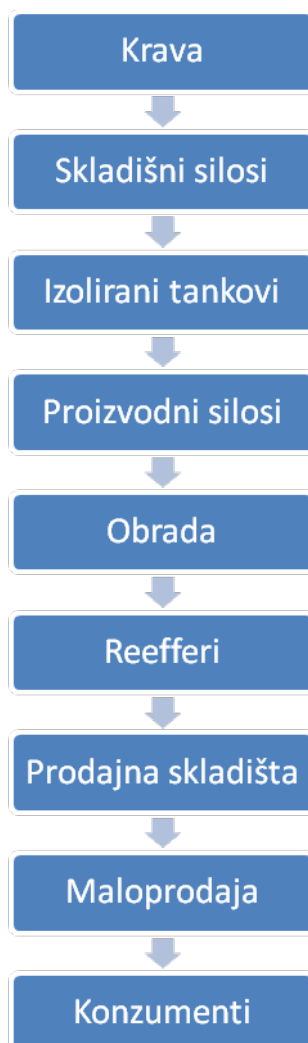 Krava
Skladišni silosi
Izolirani tankovi
Proizvodni silosi
Obrada
Reefferi
Prodajna skladišta
Maloprodaja
Konzumenti